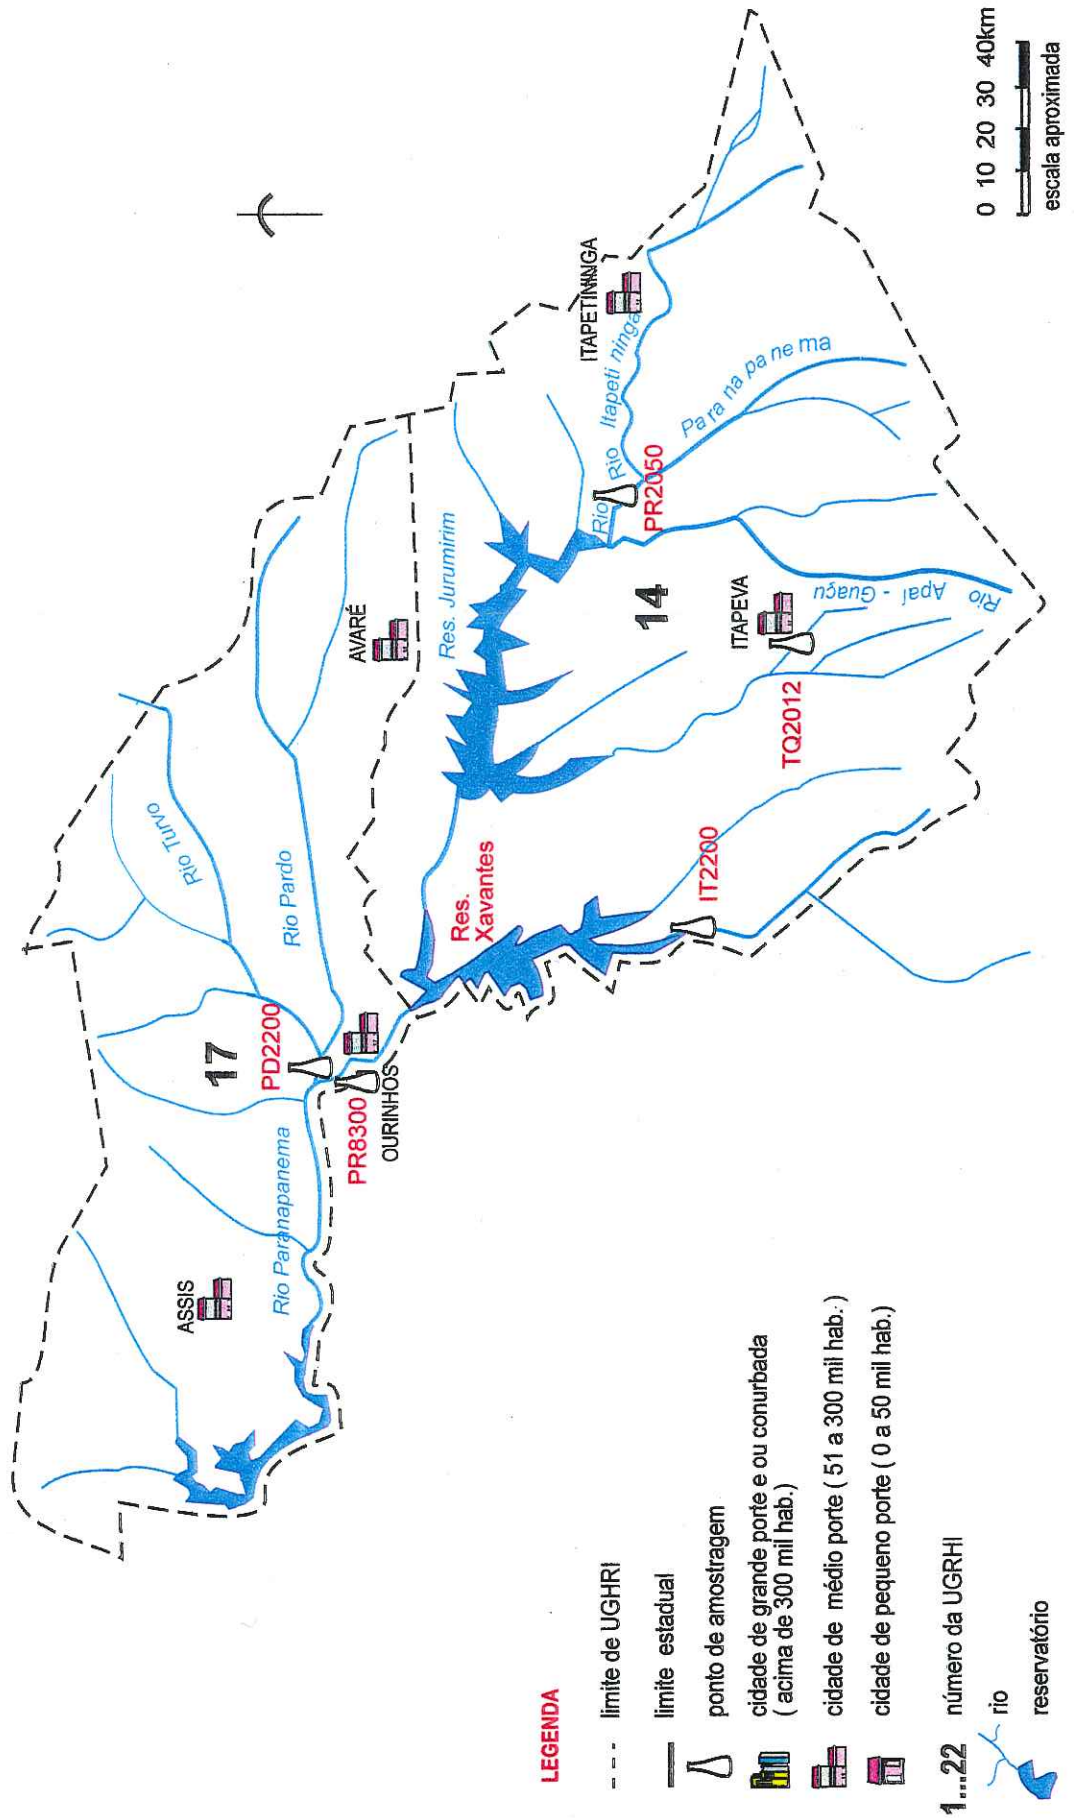 ASSIS
Rio Paranapanema
17
PD2200
PR8300
OURINHOS
Rio Turvo
Rio Pardo
AVARÉ
Res. Jurumirim
Res.
Xavantes
IT2200
TQ2012
ITAPEVA
14
Rio Apaí - Guaçu
PR2050
Rio Paranapanema
Rio Itapetininga
ITAPETININGA
LEGENDA
limite de UGHRI
limite estadual
ponto de amostragem
cidade de grande porte e ou conurbada
( acima de 300 mil hab.)
cidade de médio porte ( 51 a 300 mil hab. )
cidade de pequeno porte ( 0 a 50 mil hab.)
1...22 número da UGRHI
rio
reservatório
0 10 20 30 40km
escala aproximada